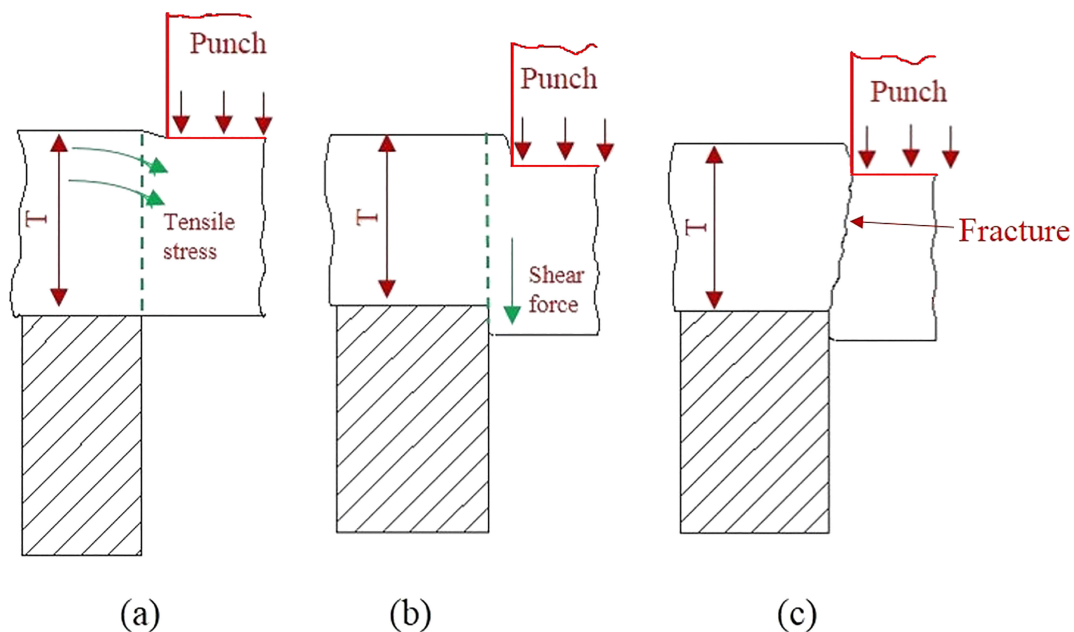 Punch
T
Tensile
stress
(a)
Punch
T
Shear
force
(b)
Punch
T
Fracture
(c)